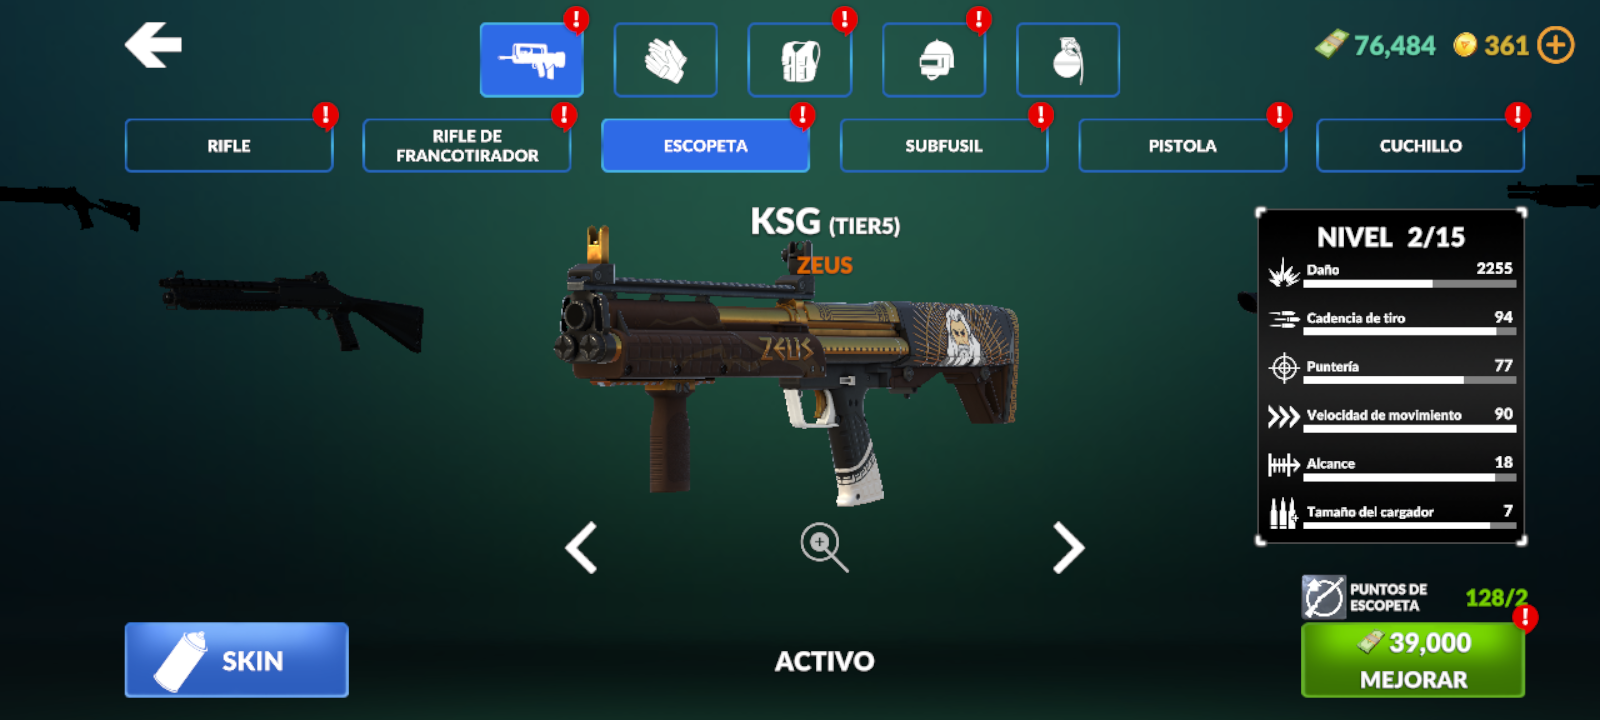 !
!
!
76,484
361
RIFLE
!
RIFLE DE
FRANCOTIRADOR
!
ESCOPETA
!
SUBFUSIL
!
PISTOLA
!
CUCHILLO
!
KSG (TIER5)
ZEUS
ZEUS
NIVEL 2/15
Daño 2255
Cadencia de tiro 94
Puntería 77
Velocidad de movimiento 90
Alcance 18
Tamaño del cargador 7
PUNTOS DE
ESCOPETA
128/2
!
39,000
MEJORAR
SKIN
ACTIVO